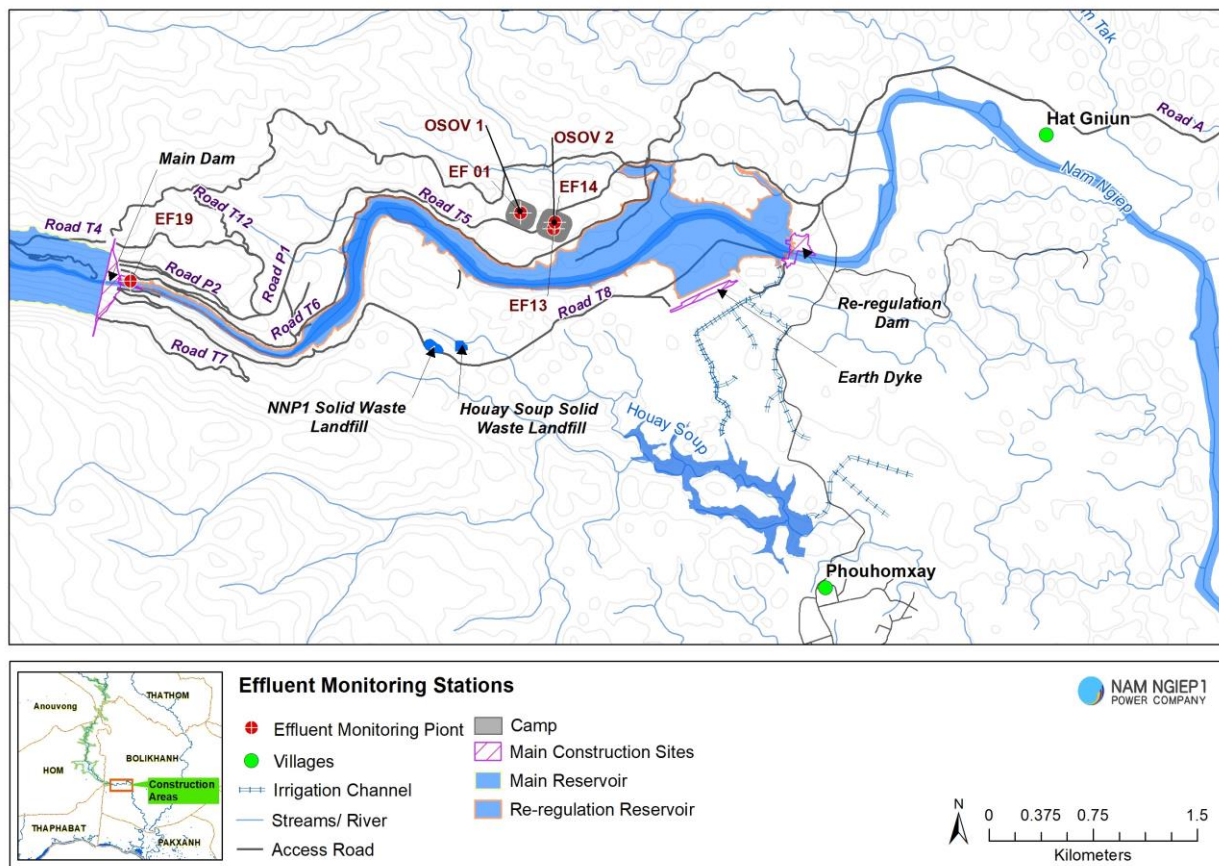 m Tak
Hat Gniun
Road A
OSOV 1
OSOV 2
Main Dam
EF 01
EF14
Nam Ngiep
Road T12
EF19
Road T5
Road T4
Road P1
Road P2
EF13
Road T8
Road T6
Re-regulation
Dam
Road T7
Earth Dyke
NNP1 Solid Waste
Landfill
Houay Soup Solid
Waste Landfill
Houay Soup
Phouhomxay
Anouvong
THATHOM
BOLIKHANH
HOM
Construction
Areas
THAPHABAT
PAKXANH
Effluent Monitoring Stations
Effluent Monitoring Piont
Villages
Irrigation Channel
Streams/ River
Access Road
Camp
Main Construction Sites
Main Reservoir
Re-regulation Reservoir
NAM NGIEP1
POWER COMPANY
N
0 0.375 0.75 1.5
Kilometers